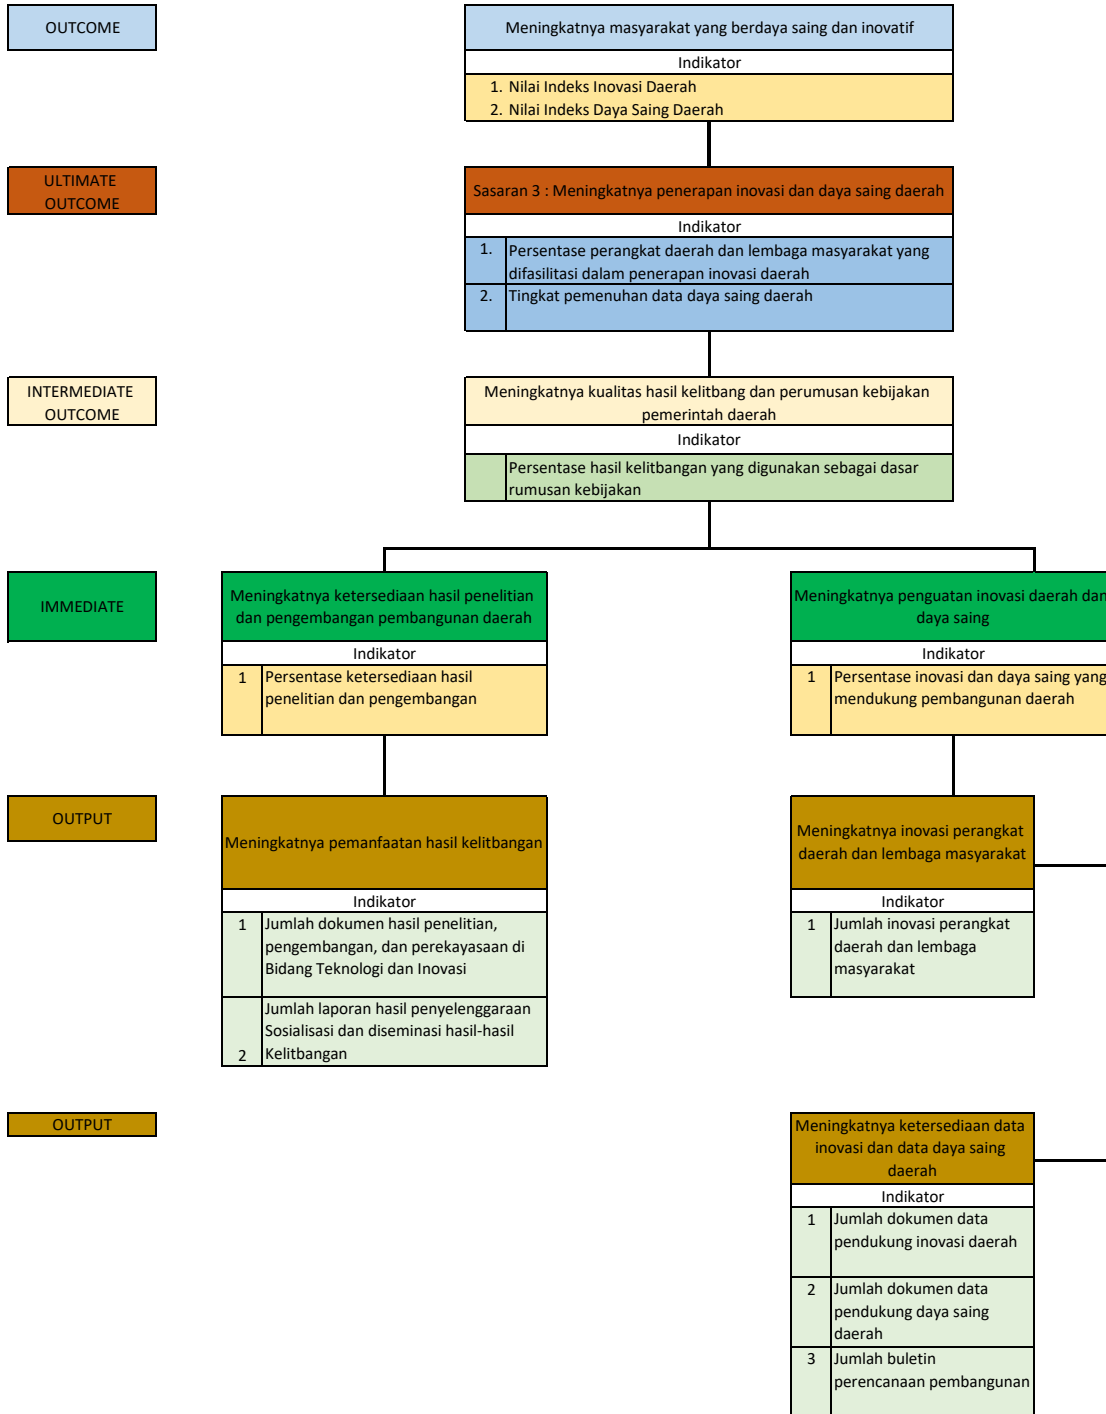 OUTCOME
Meningkatnya masyarakat yang berdaya saing dan inovatif
Indikator
1. Nilai Indeks Inovasi Daerah
2. Nilai Indeks Daya Saing Daerah
ULTIMATE
OUTCOME
Sasaran 3 : Meningkatnya penerapan inovasi dan daya saing daerah
Indikator
1. Persentase perangkat daerah dan lembaga masyarakat yang
difasilitasi dalam penerapan inovasi daerah
2. Tingkat pemenuhan data daya saing daerah
INTERMEDIATE
OUTCOME
Meningkatnya kualitas hasil kelitbang dan perumusan kebijakan
pemerintah daerah
Indikator
Persentase hasil kelitbangan yang digunakan sebagai dasar
rumusan kebijakan
IMMEDIATE
Meningkatnya ketersediaan hasil penelitian
dan pengembangan pembangunan daerah
Indikator
1 Persentase ketersediaan hasil
penelitian dan pengembangan
Meningkatnya penguatan inovasi daerah dan
daya saing
Indikator
1 Persentase inovasi dan daya saing yang
mendukung pembangunan daerah
OUTPUT
Meningkatnya pemanfaatan hasil kelitbangan
Indikator
1 Jumlah dokumen hasil penelitian,
pengembangan, dan perekayasaan di
Bidang Teknologi dan Inovasi
Jumlah laporan hasil penyelenggaraan
Sosialisasi dan diseminasi hasil-hasil
2 Kelitbangan
Meningkatnya inovasi perangkat
daerah dan lembaga masyarakat
Indikator
1 Jumlah inovasi perangkat
daerah dan lembaga
masyarakat
OUTPUT
Meningkatnya ketersediaan data
inovasi dan data daya saing
daerah
Indikator
1 Jumlah dokumen data
pendukung inovasi daerah
2 Jumlah dokumen data
pendukung daya saing
daerah
3 Jumlah buletin
perencanaan pembangunan